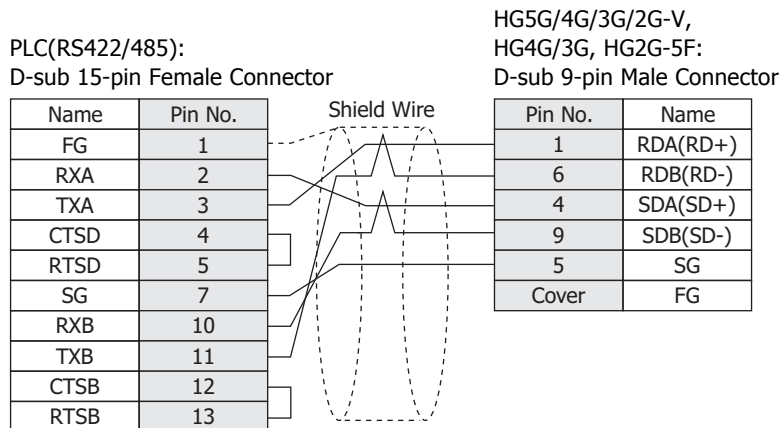 PLC(RS422/485):
D-sub 15-pin Female Connector
Name Pin No.
FG 1
RXA 2
TXA 3
CTSD 4
RTSD 5
SG 7
RXB 10
TXB 11
CTSB 12
RTSB 13
Shield Wire
HG5G/4G/3G/2G-V,
HG4G/3G, HG2G-5F:
D-sub 9-pin Male Connector
Pin No. Name
1 RDA(RD+)
6 RDB(RD-)
4 SDA(SD+)
9 SDB(SD-)
5 SG
Cover FG